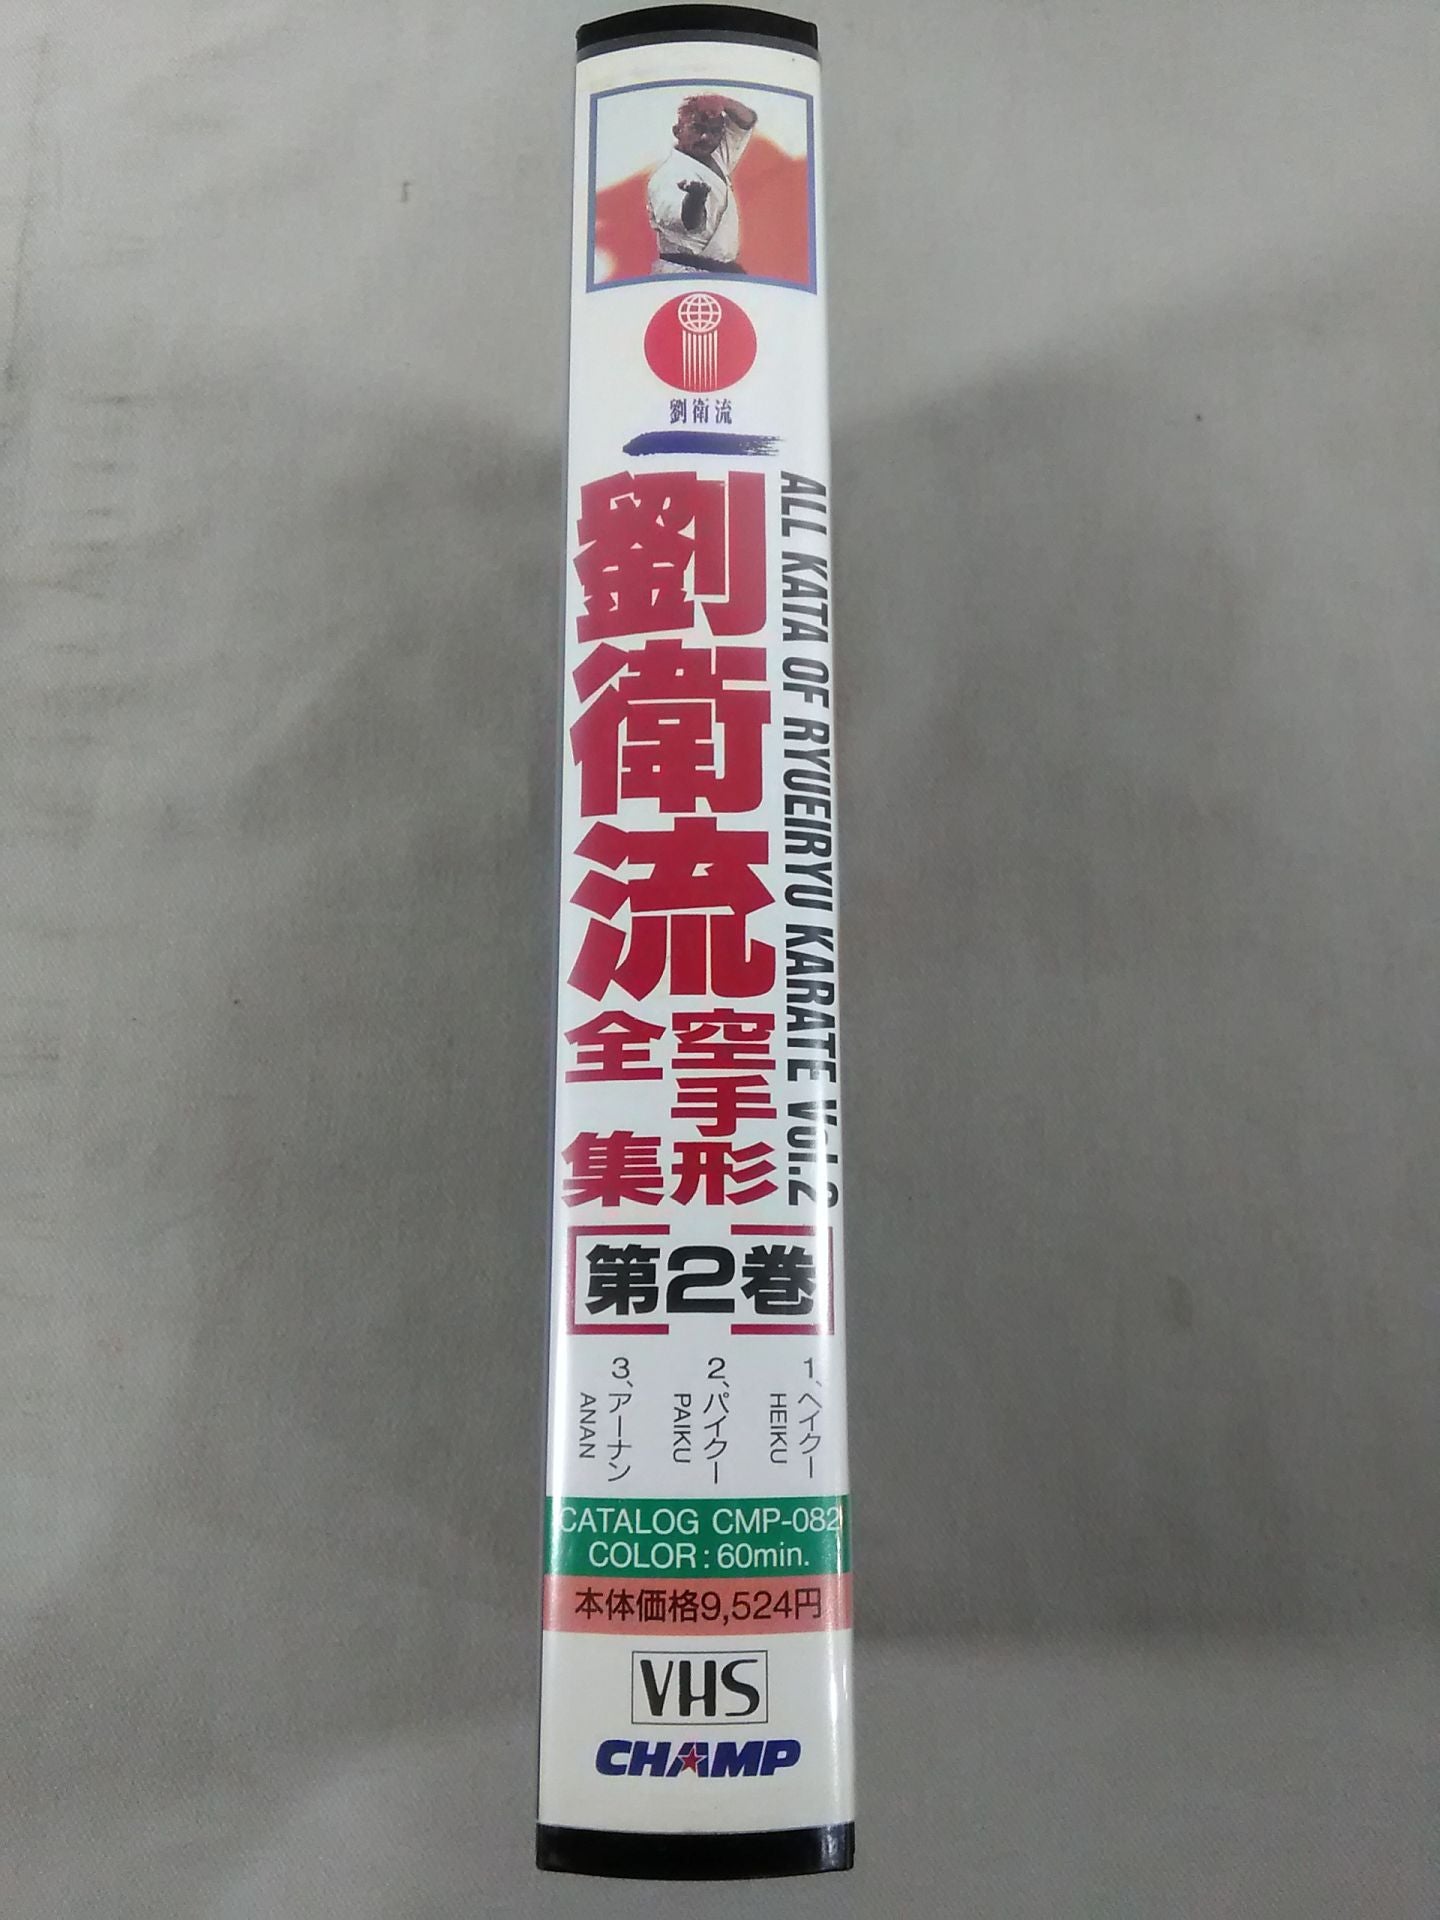 劉衛流
ALL KATA OF RYUEIRYU KARATE Vol.2
劉衛流
空手形
全集
第2巻
1、ヘイクー
HEIKU
2、パイクー
PAIKU
3、アーナン
ANAN
CATALOG CMP-082
COLOR : 60min.
本体価格9,524円
VHS
CHAMP